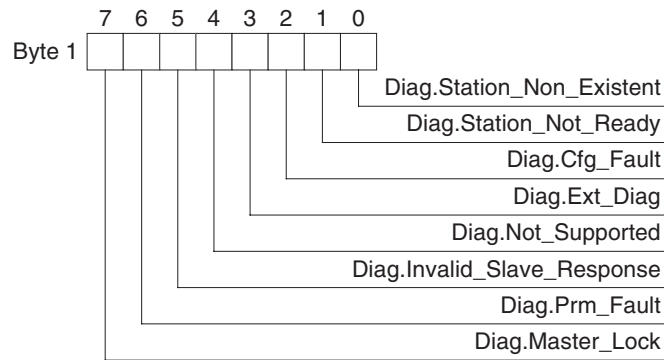 7 6 5 4 3 2 1 0
Byte 1
Diag.Station_Non_Existent
Diag.Station_Not_Ready
Diag.Cfg_Fault
Diag.Ext_Diag
Diag.Not_Supported
Diag.Invalid_Slave_Response
Diag.Prm_Fault
Diag.Master_Lock